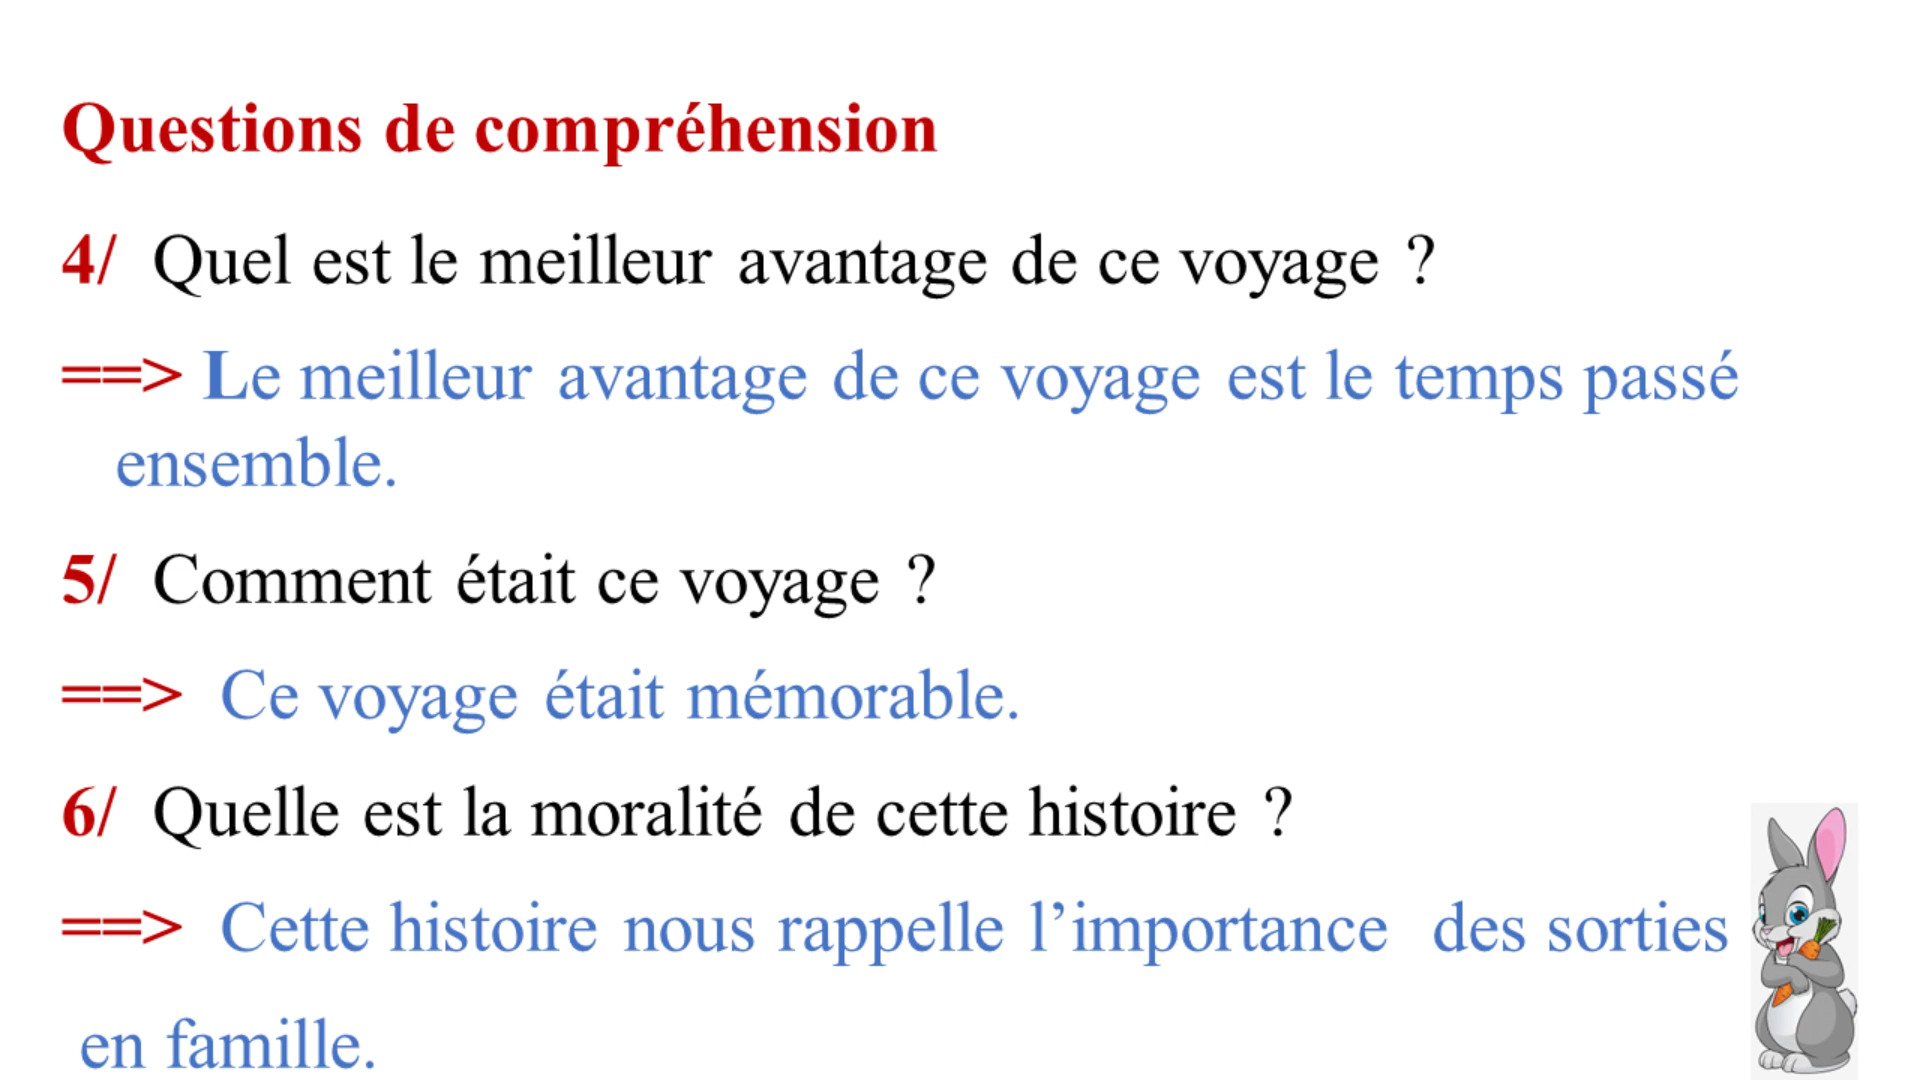 Questions de compréhension
4/ Quel est le meilleur avantage de ce voyage ?
==> Le meilleur avantage de ce voyage est le temps passé
ensemble.
5/ Comment était ce voyage ?
==> Ce voyage était mémorable.
6/ Quelle est la moralité de cette histoire ?
==> Cette histoire nous rappelle l’importance des sorties
en famille.